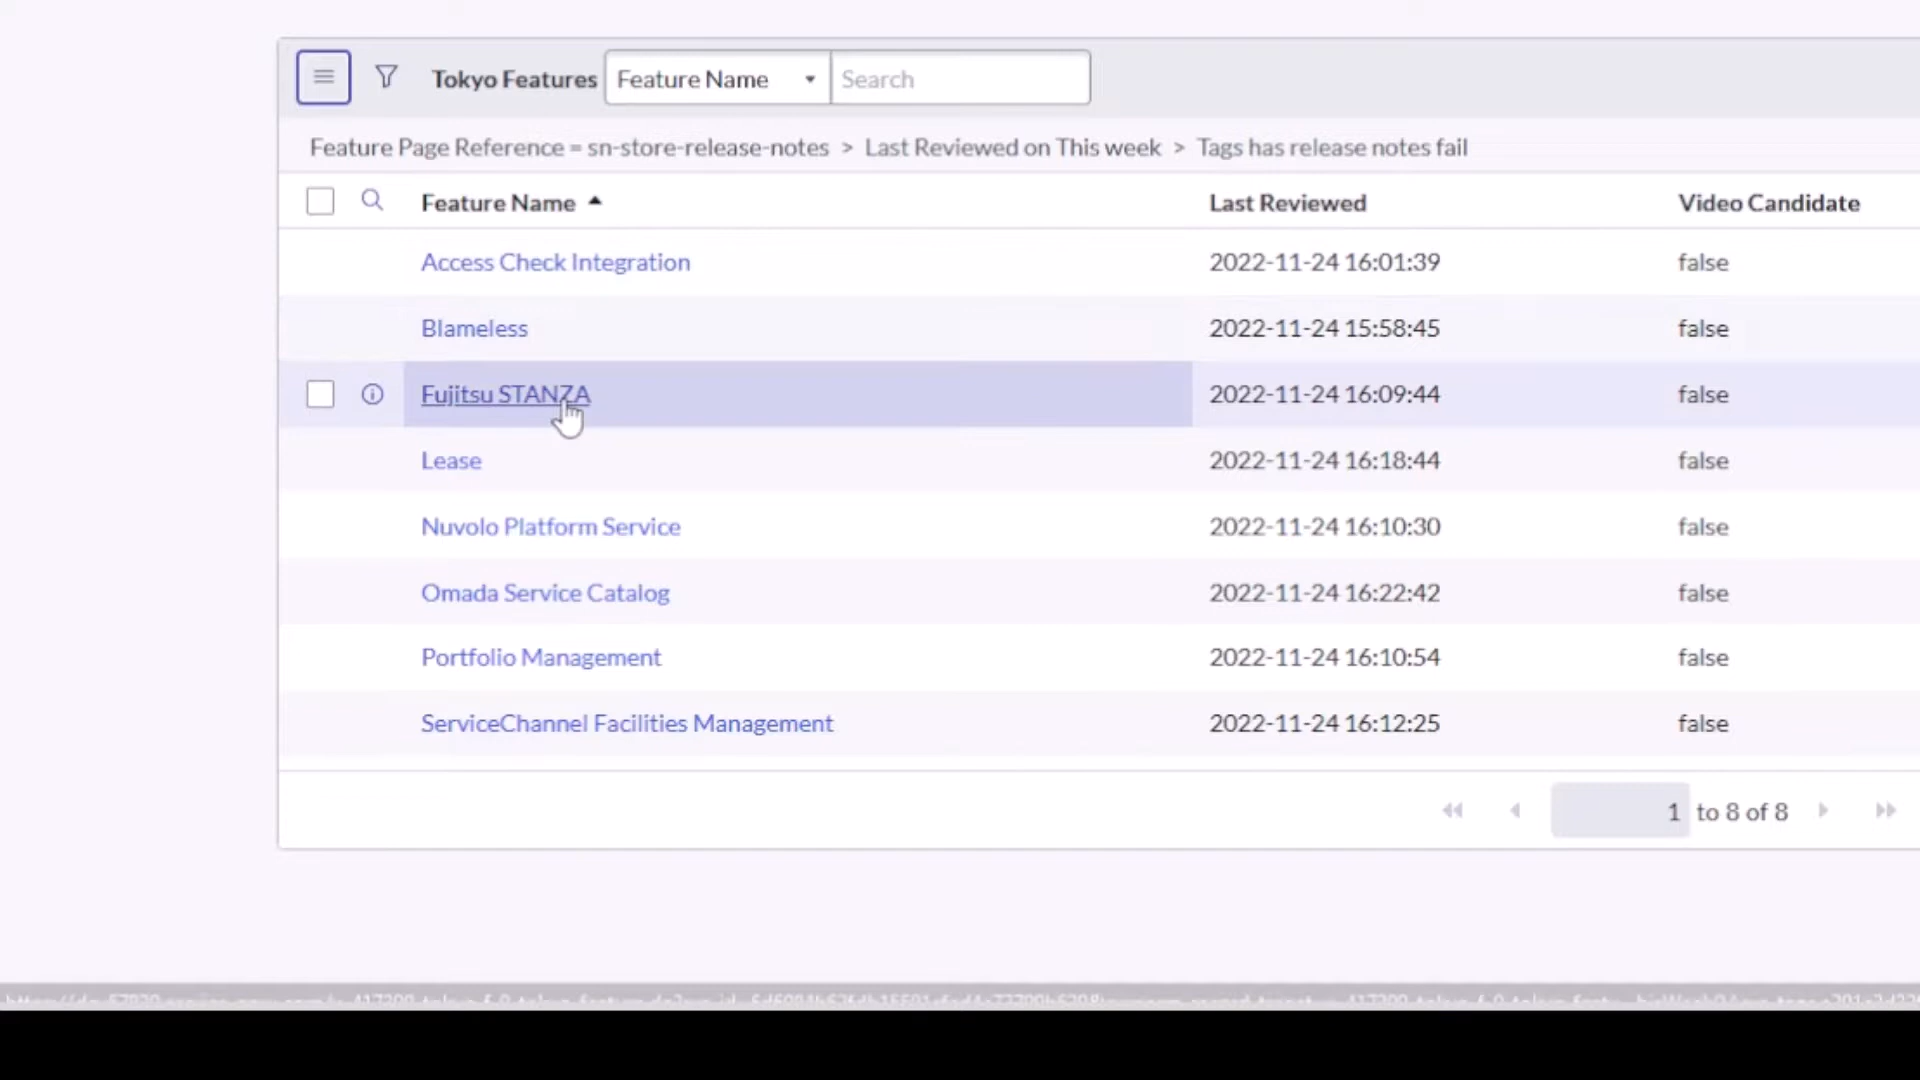 Tokyo Features Feature Name Search
Feature Page Reference = sn-store-release-notes > Last Reviewed on This week > Tags has release notes fail
Feature Name Last Reviewed Video Candidate
Access Check Integration 2022-11-24 16:01:39 false
Blameless 2022-11-24 15:58:45 false
Fujitsu STANZA 2022-11-24 16:09:44 false
Lease 2022-11-24 16:18:44 false
Nuvolo Platform Service 2022-11-24 16:10:30 false
Omada Service Catalog 2022-11-24 16:22:42 false
Portfolio Management 2022-11-24 16:10:54 false
ServiceChannel Facilities Management 2022-11-24 16:12:25 false
1 to 8 of 8